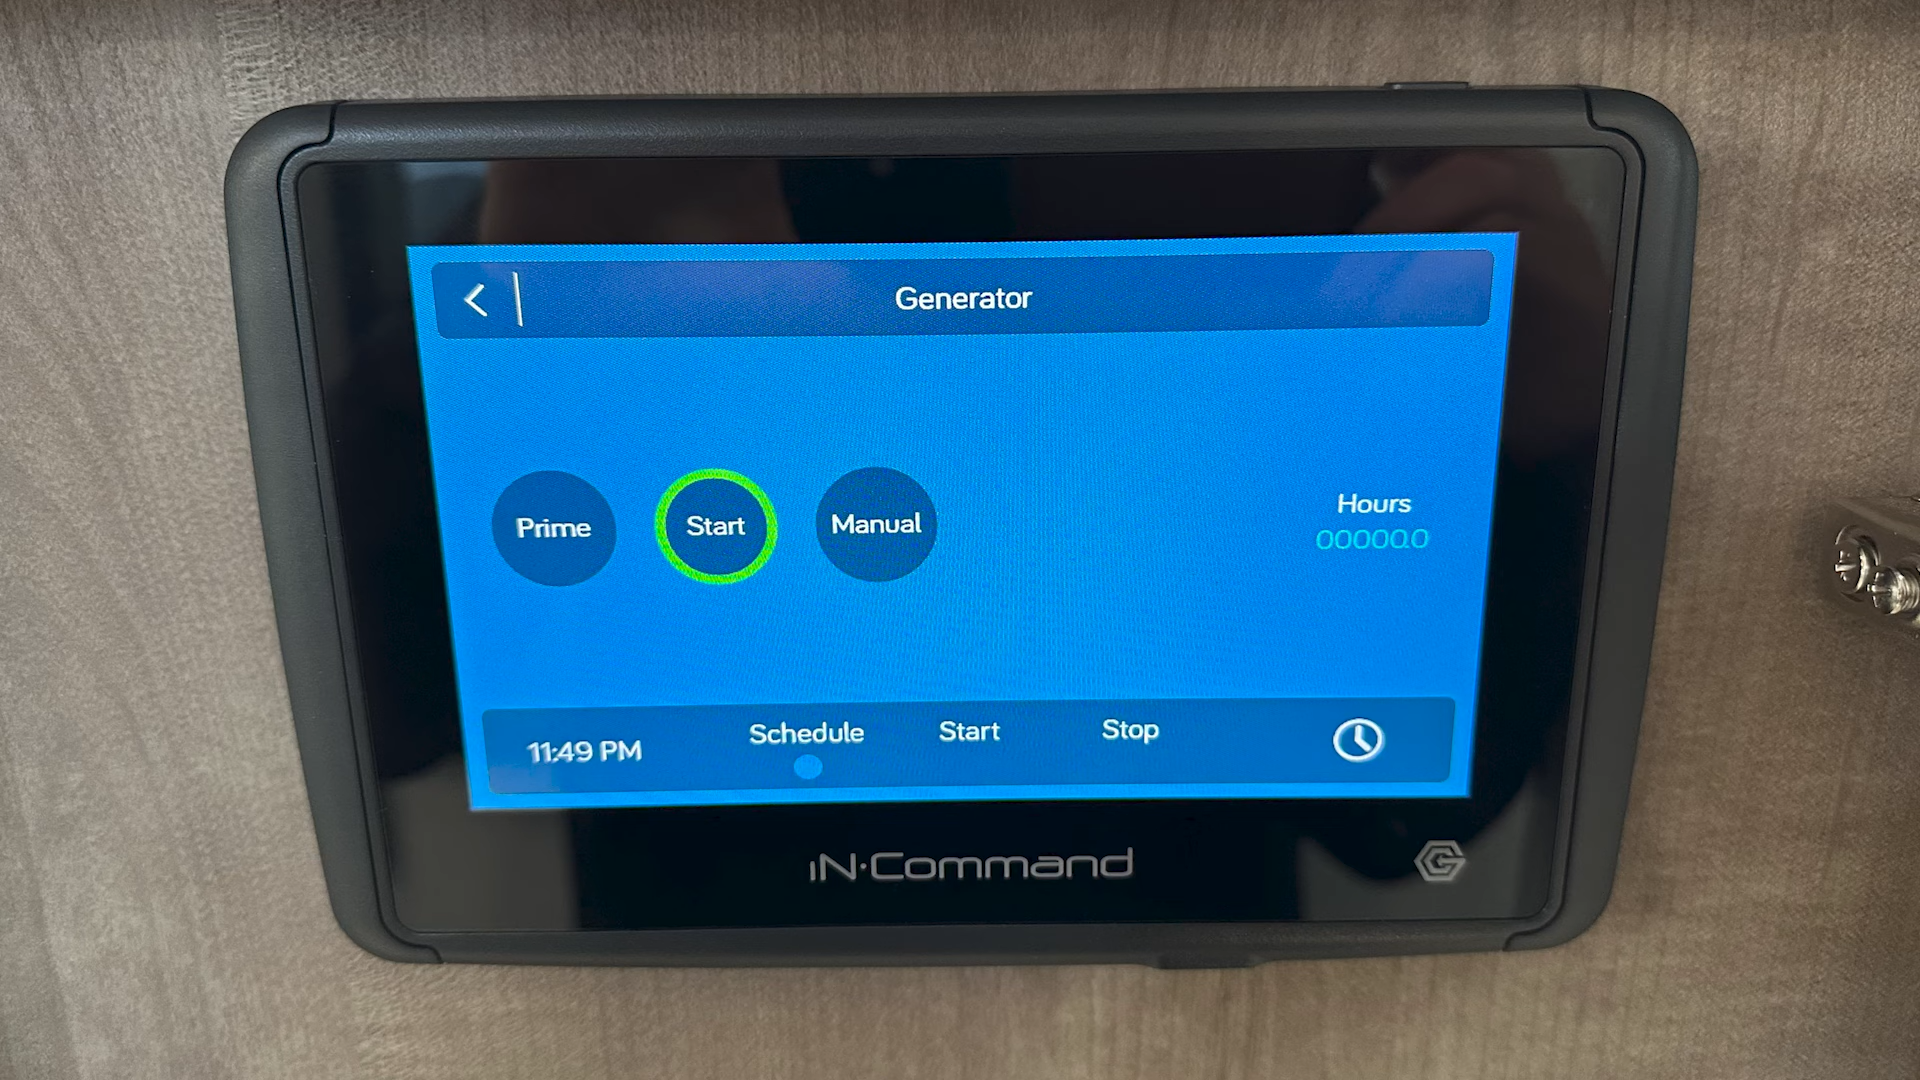 Generator
Prime
Start
Manual
Hours
00000.0
11:49 PM
Schedule
Start
Stop
iN·Command